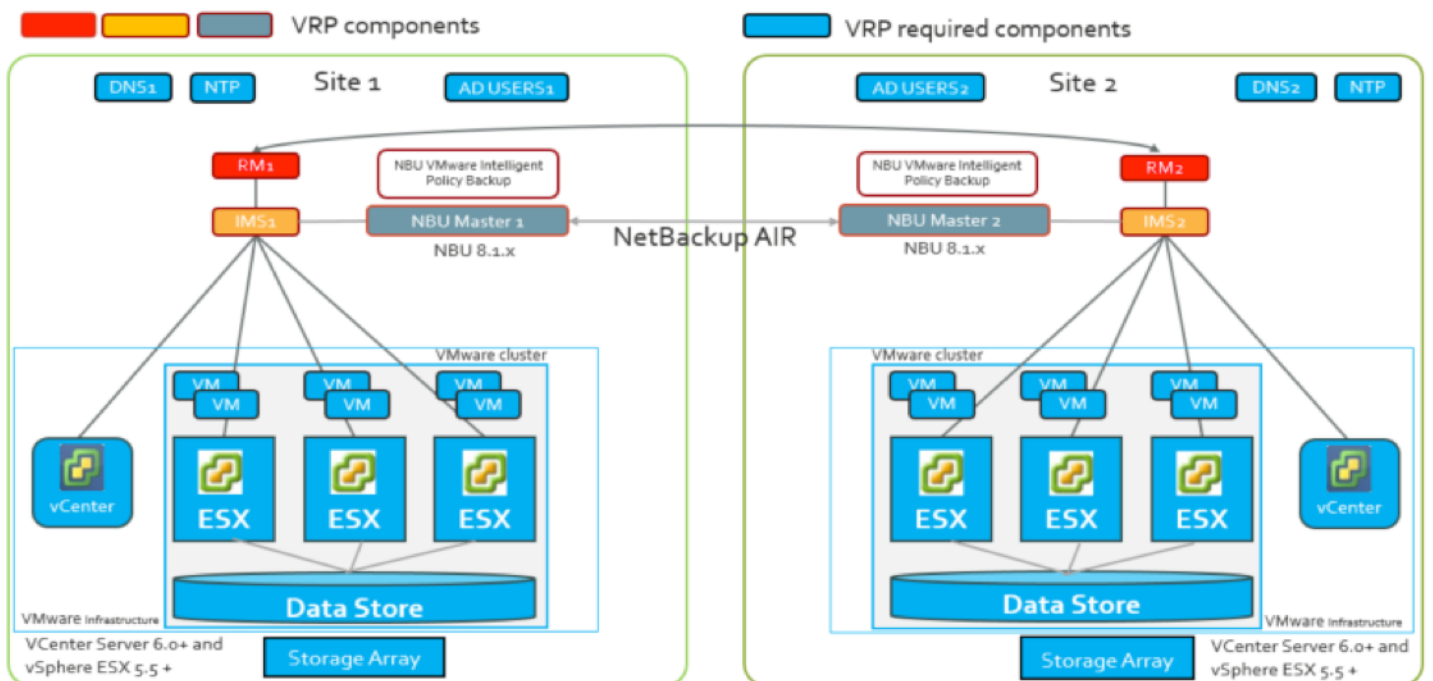 VRP components
VRP required components
DNS1
NTP
Site 1
AD USERS1
AD USERS2
Site 2
DNS2
NTP
RM1
NBU VMware Intelligent
Policy Backup
NBU VMware Intelligent
Policy Backup
RM2
IMS1
NBU Master 1
NBU 8.1.x
NetBackup AIR
NBU Master 2
NBU 8.1.x
IMS2
VMware cluster
VM
VM
VM
VM
VM
VM
vCenter
ESX
ESX
ESX
Data Store
VMware Infrastructure
VCenter Server 6.0+ and
vSphere ESX 5.5 +
Storage Array
VMware cluster
VM
VM
VM
VM
VM
VM
ESX
ESX
ESX
vCenter
Data Store
VMware Infrastructure
Storage Array
VCenter Server 6.0+ and
vSphere ESX 5.5 +